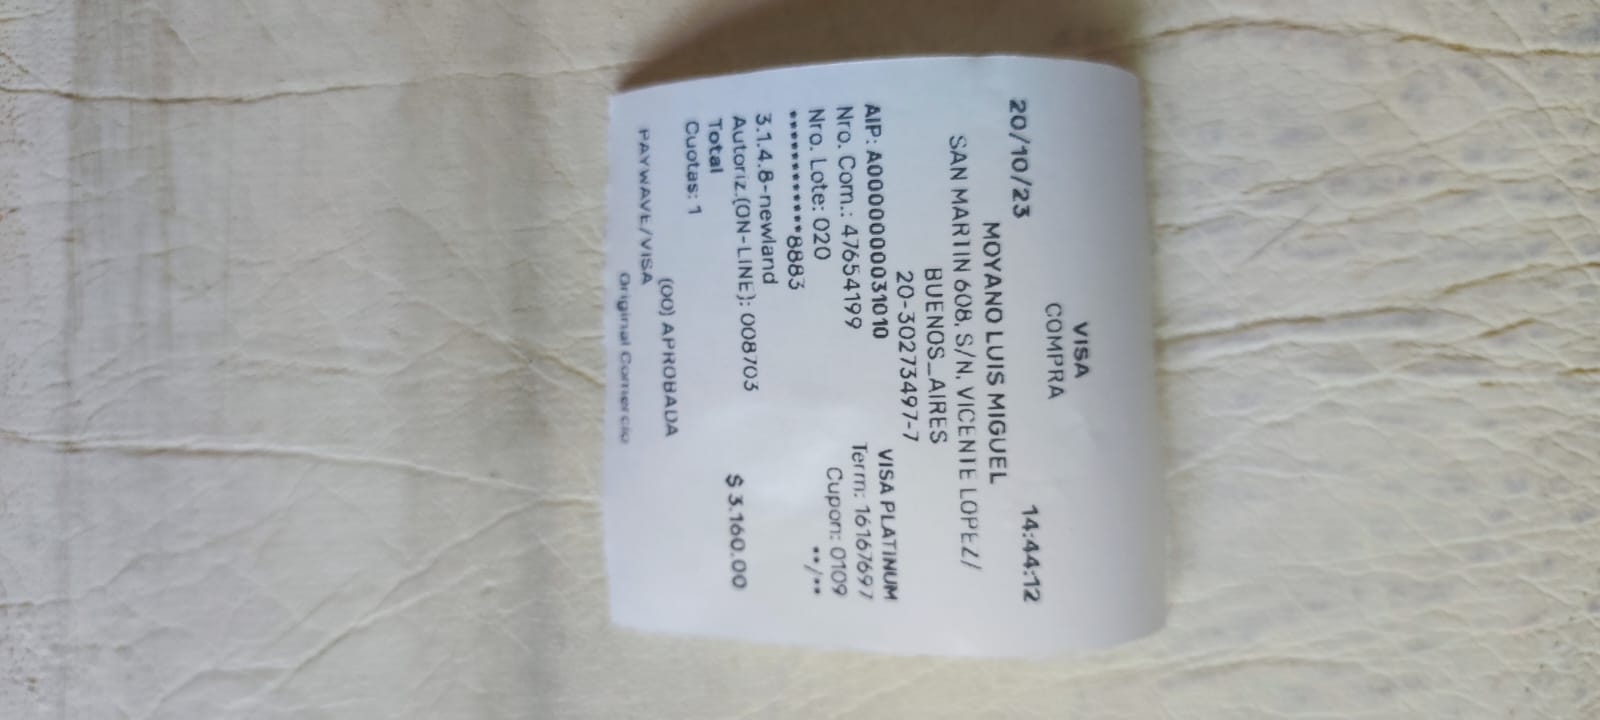 VISA
COMPRA
20/10/23 14:44:12
MOYANO LUIS MIGUEL
SAN MARTIN 608, S/N, VICENTE LOPEZ/
BUENOS_AIRES
20-30273497-7
AIP: A0000000031010 VISA PLATINUM
Nro. Com.: 47654199 Term: 16167697
Nro. Lote: 020 Cupon: 0109
************8883 **/**
3.1.4.8-newland
Autoriz.(ON-LINE): 008703
Total $ 3.160.00
Cuotas: 1
(00) APROBADA
PAYWAVE/VISA
Original Comercio